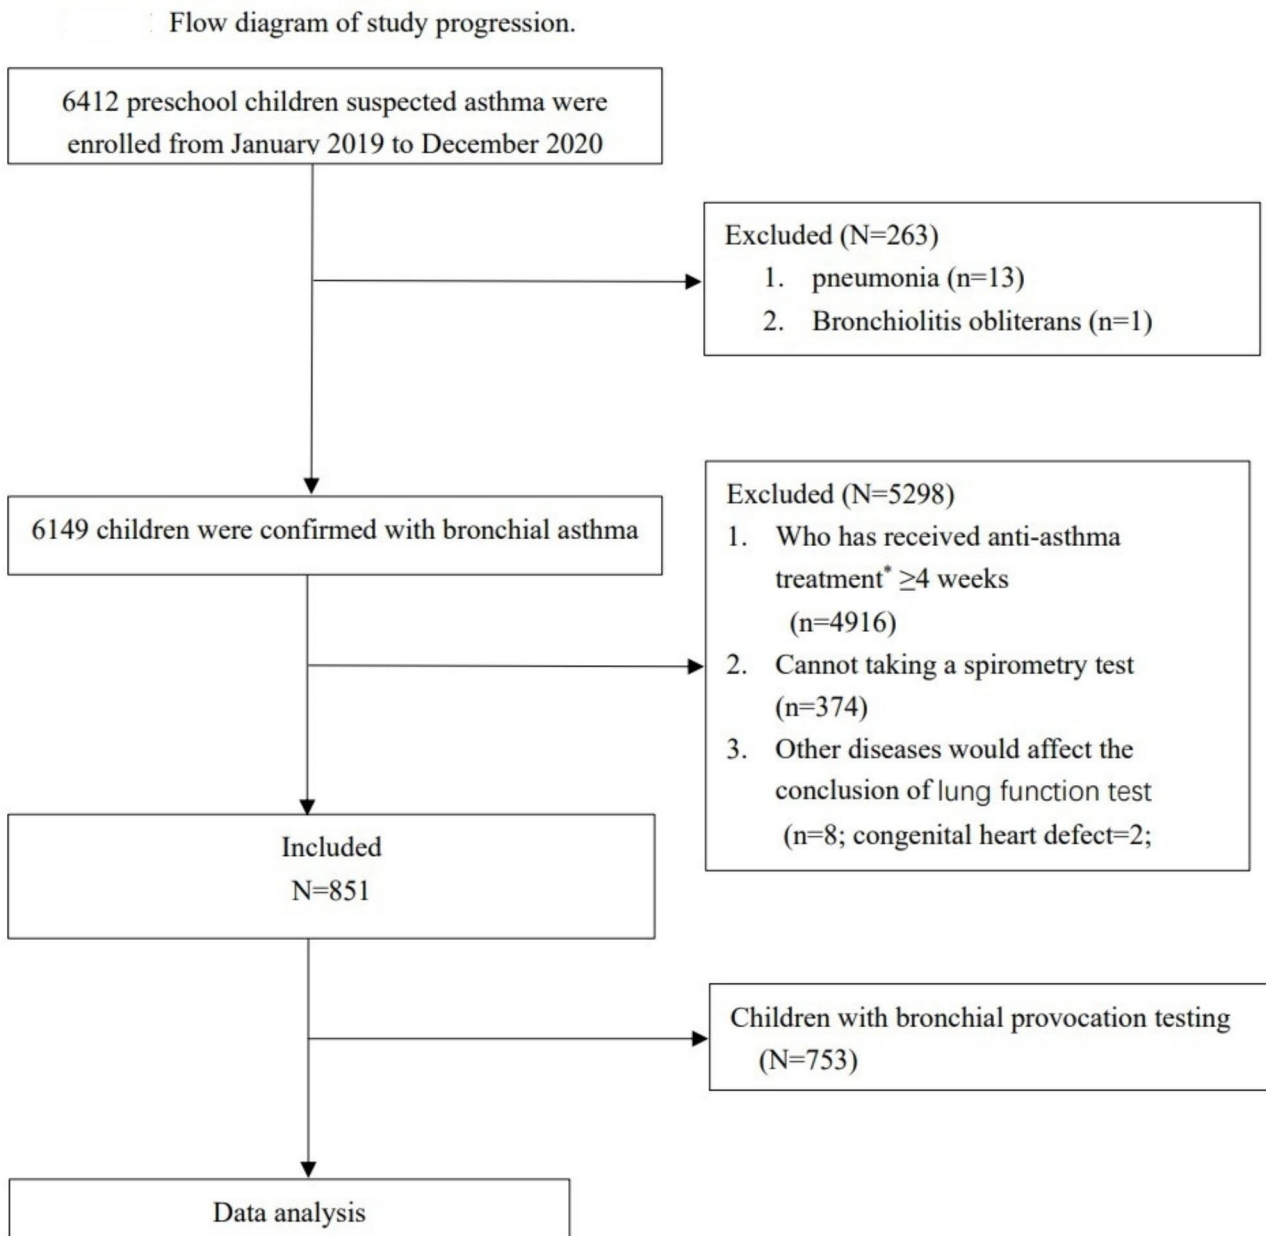 Flow diagram of study progression.
6412 preschool children suspected asthma were
enrolled from January 2019 to December 2020
Excluded (N=263)
1. pneumonia (n=13)
2. Bronchiolitis obliterans (n=1)
6149 children were confirmed with bronchial asthma
Excluded (N=5298)
1. Who has received anti-asthma
treatment* ≥4 weeks
(n=4916)
2. Cannot taking a spirometry test
(n=374)
3. Other diseases would affect the
conclusion of lung function test
(n=8; congenital heart defect=2;
Included
N=851
Children with bronchial provocation testing
(N=753)
Data analysis